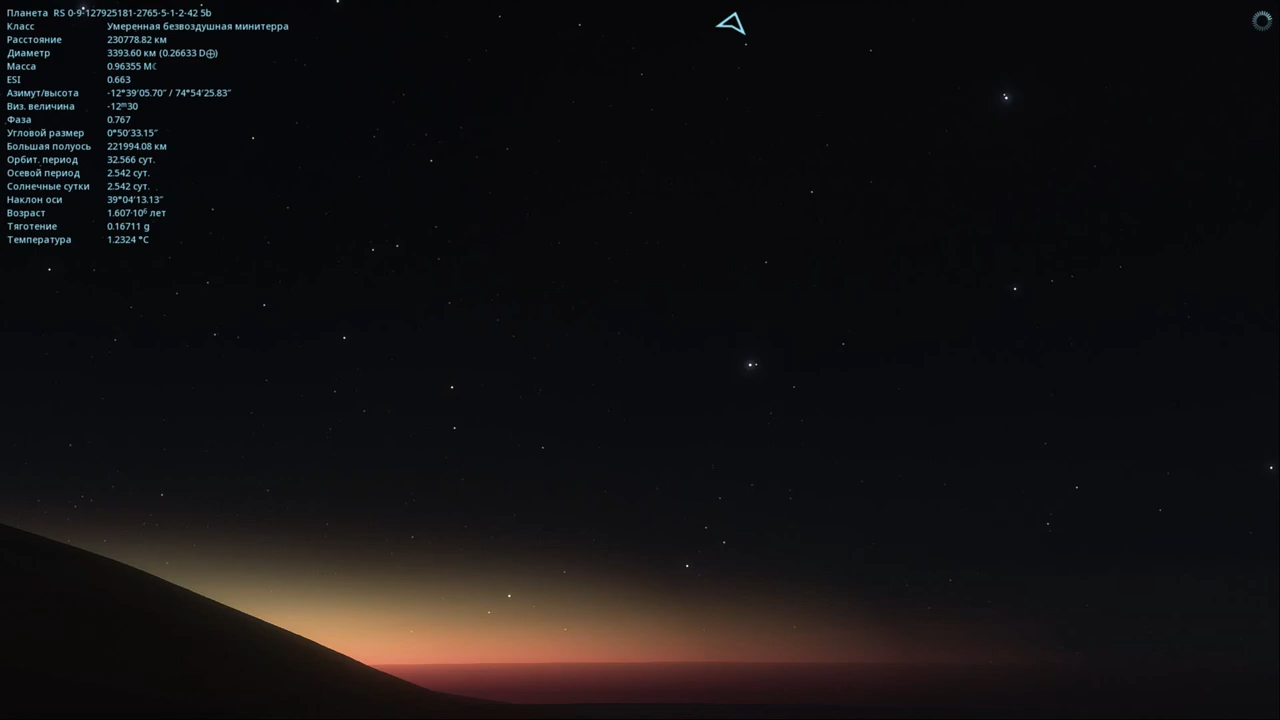 Планета RS 0-9-127925181-2765-5-1-2-42 5b
Класс Умеренная безвоздушная минитерра
Расстояние 230778.82 км
Диаметр 3393.60 км (0.26633 D⊕)
Масса 0.96355 M☾
ESI 0.663
Азимут/высота -12°39′05.70″ / 74°54′25.83″
Виз. величина -12ᵐ30
Фаза 0.767
Угловой размер 0°50′33.15″
Большая полуось 221994.08 км
Орбит. период 32.566 сут.
Осевой период 2.542 сут.
Солнечные сутки 2.542 сут.
Наклон оси 39°04′13.13″
Возраст 1.607·10⁶ лет
Тяготение 0.16711 g
Температура 1.2324 °C